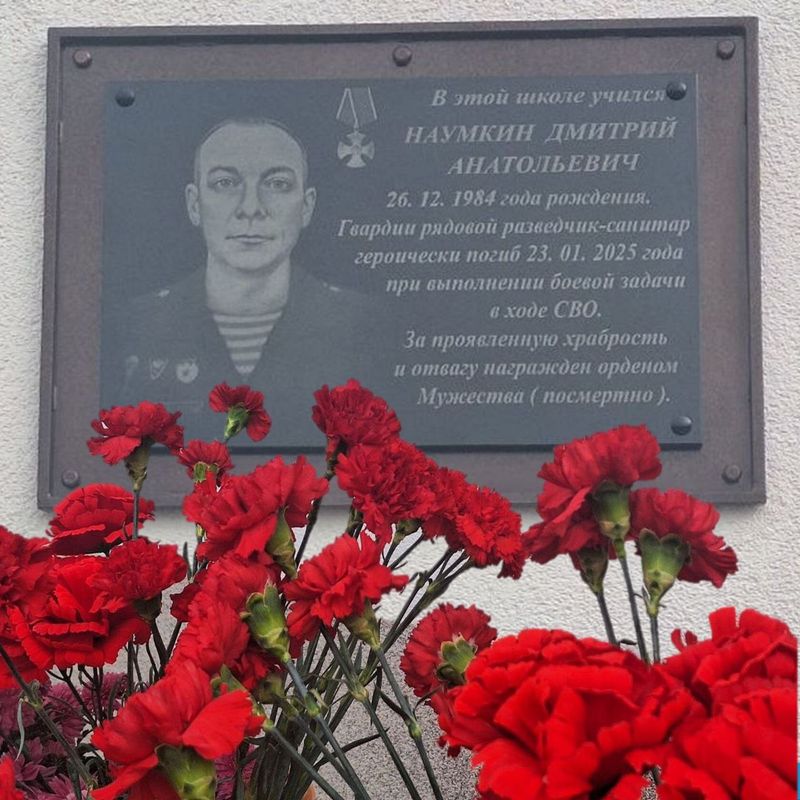 В этой школе учился
НАУМКИН ДМИТРИЙ
АНАТОЛЬЕВИЧ
26. 12. 1984 года рождения.
Гвардии рядовой разведчик-санитар
героически погиб 23. 01. 2025 года
при выполнении боевой задачи
в ходе СВО.
За проявленную храбрость
и отвагу награжден орденом
Мужества ( посмертно ).